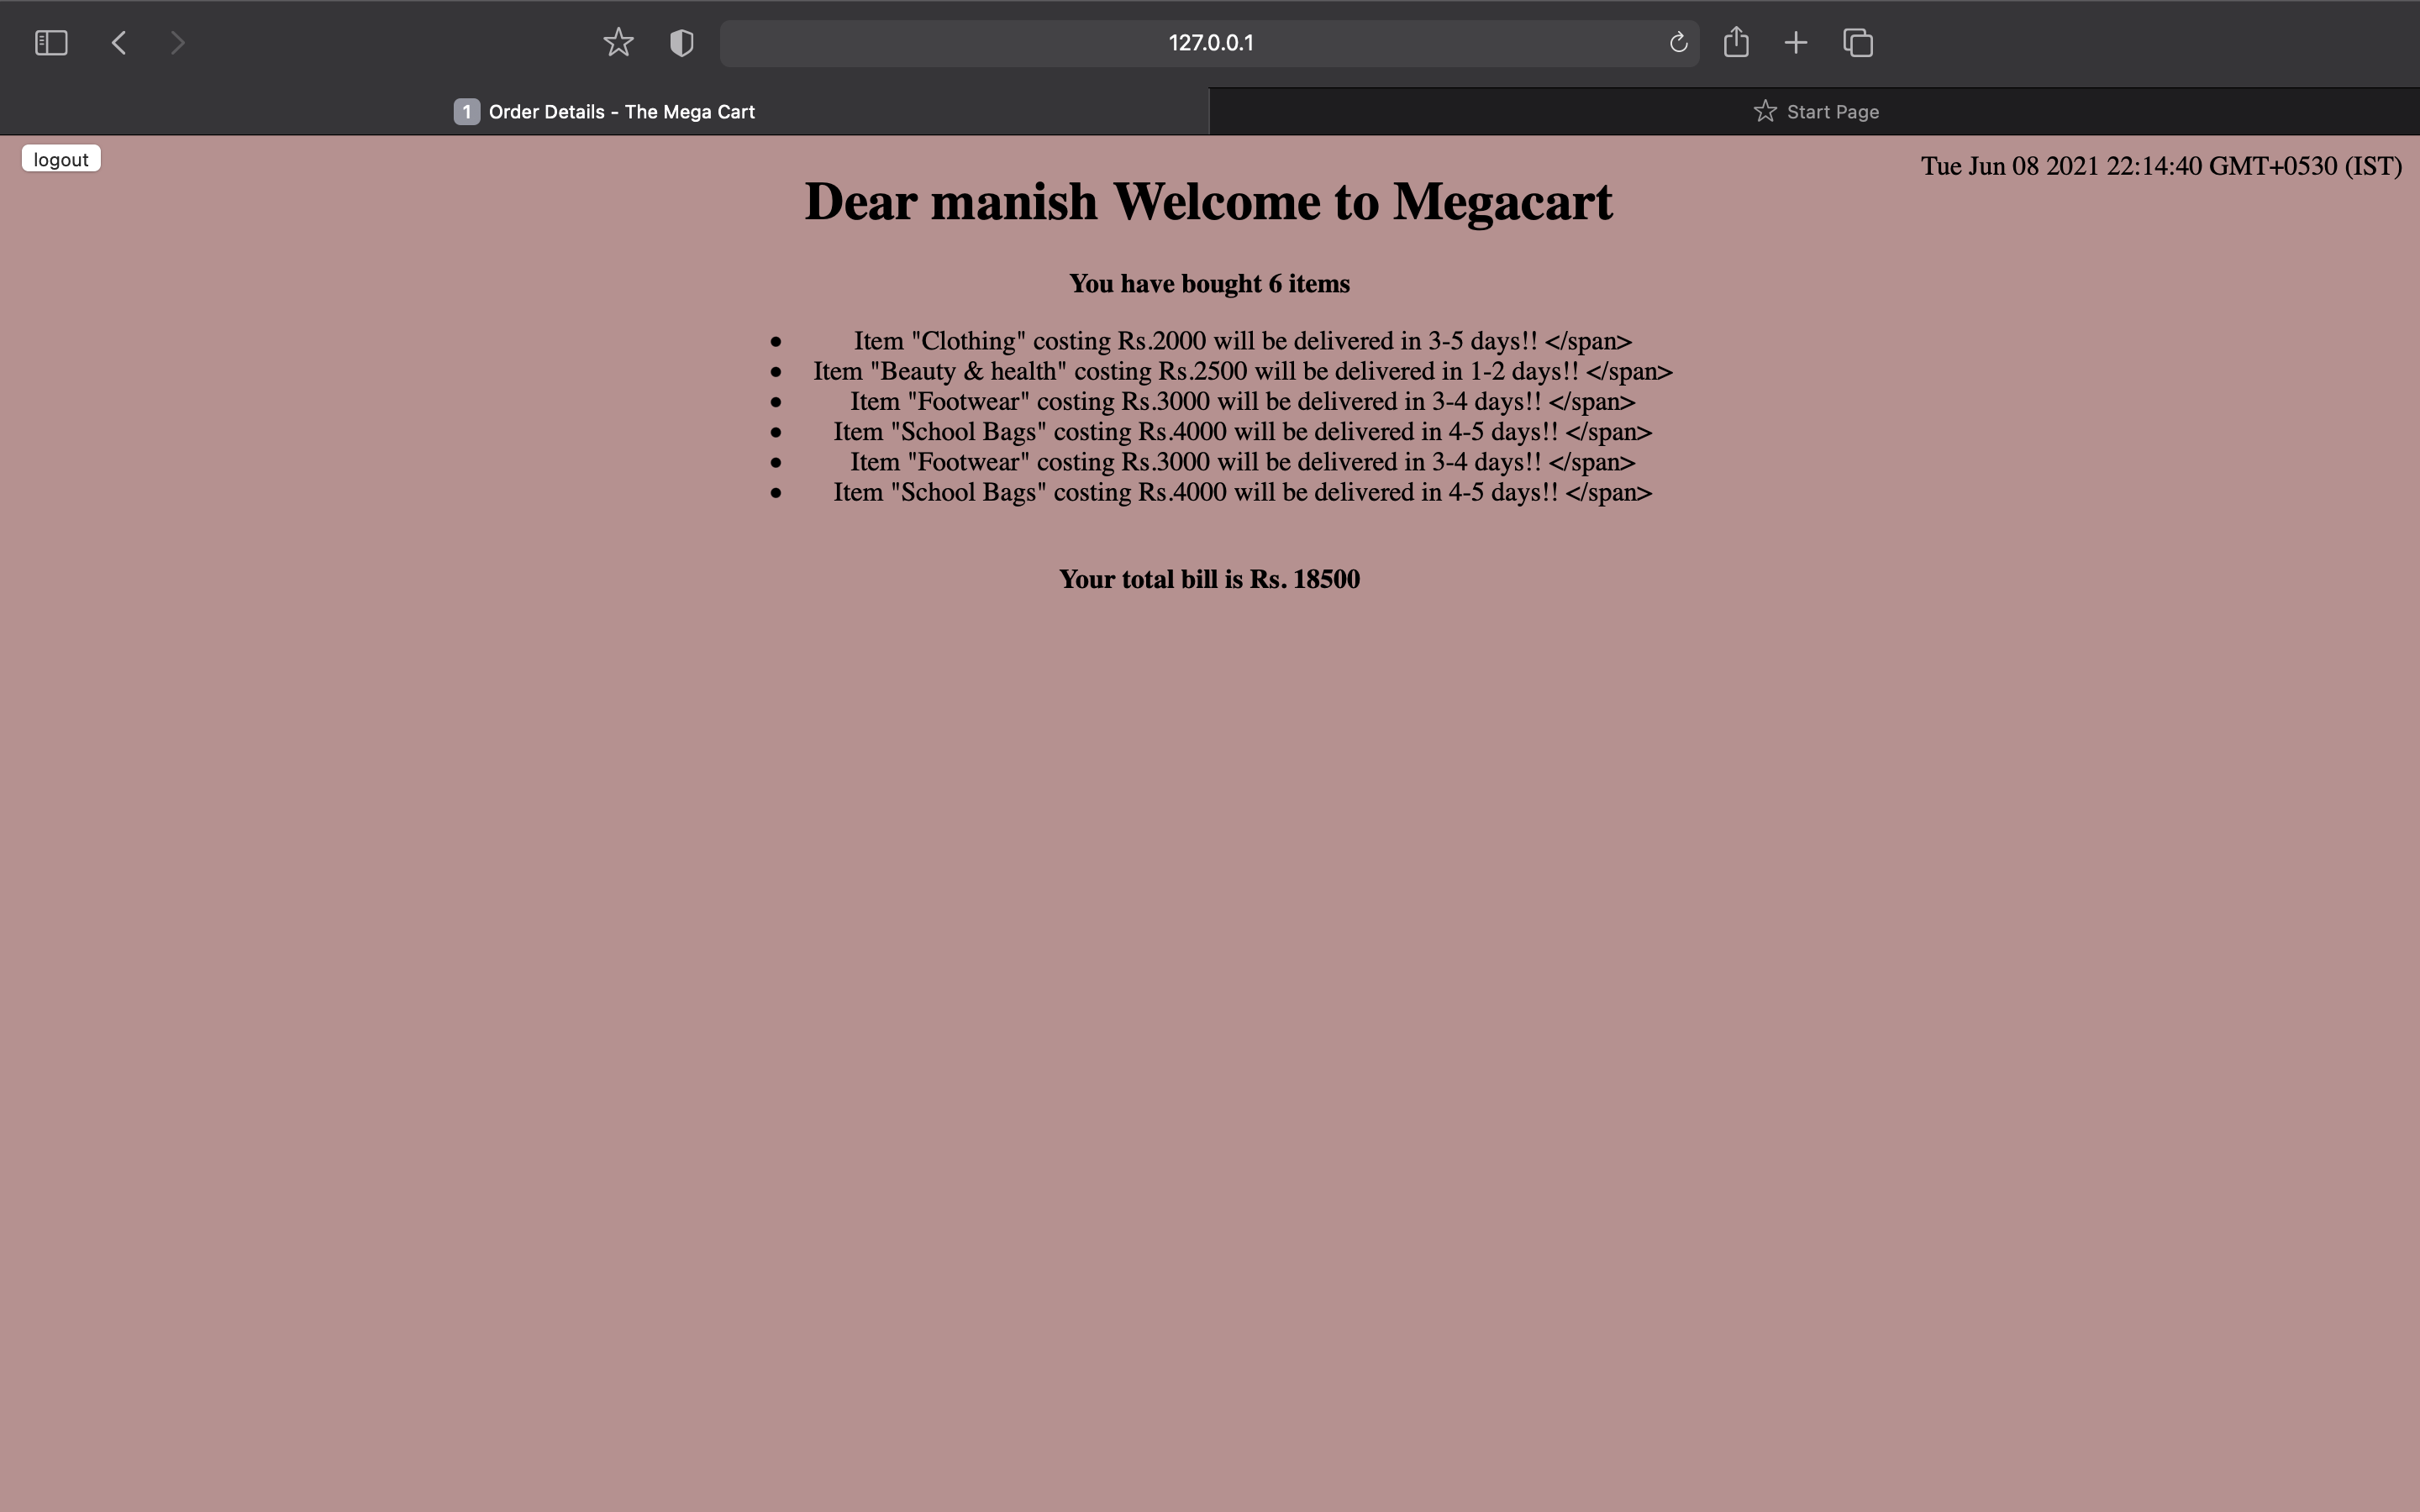 127.0.0.1
1 Order Details - The Mega Cart
Start Page
logout
Tue Jun 08 2021 22:14:40 GMT+0530 (IST)
Dear manish Welcome to Megacart
You have bought 6 items
• Item "Clothing" costing Rs.2000 will be delivered in 3-5 days!! </span>
• Item "Beauty & health" costing Rs.2500 will be delivered in 1-2 days!! </span>
• Item "Footwear" costing Rs.3000 will be delivered in 3-4 days!! </span>
• Item "School Bags" costing Rs.4000 will be delivered in 4-5 days!! </span>
• Item "Footwear" costing Rs.3000 will be delivered in 3-4 days!! </span>
• Item "School Bags" costing Rs.4000 will be delivered in 4-5 days!! </span>
Your total bill is Rs. 18500